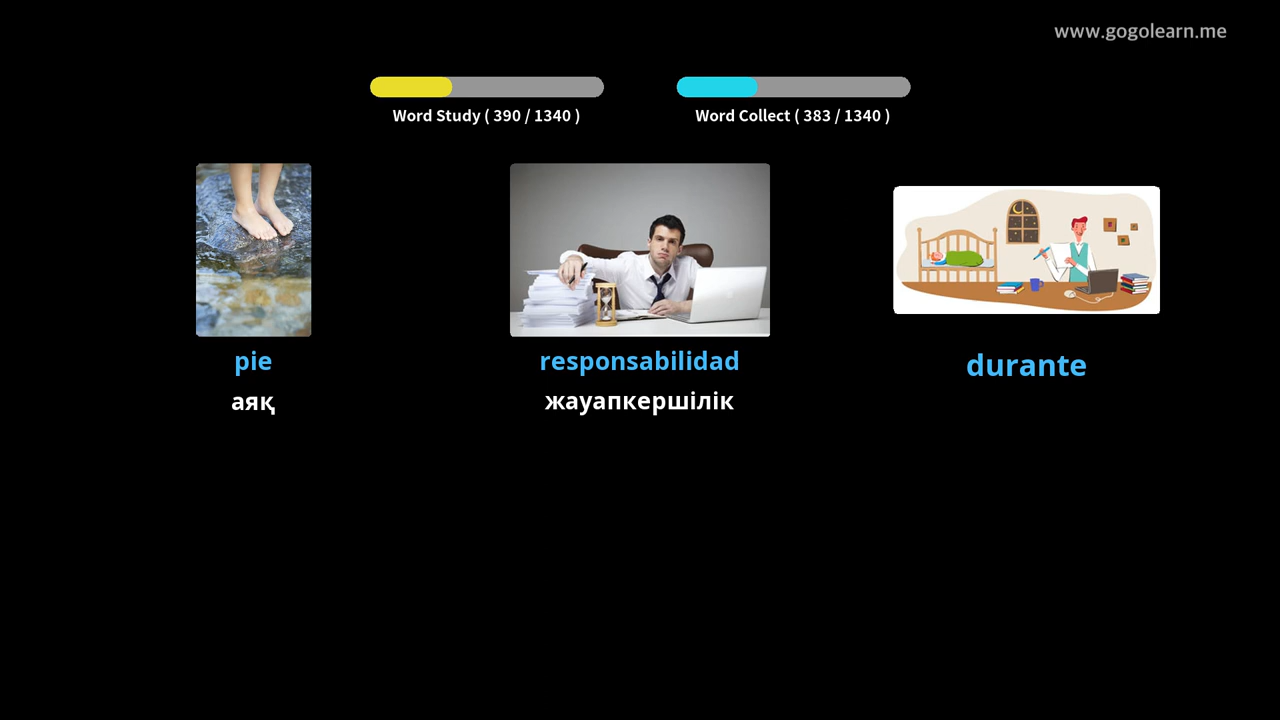 www.gogolearn.me
Word Study ( 390 / 1340 )
Word Collect ( 383 / 1340 )
pie
аяқ
responsabilidad
жауапкершілік
durante